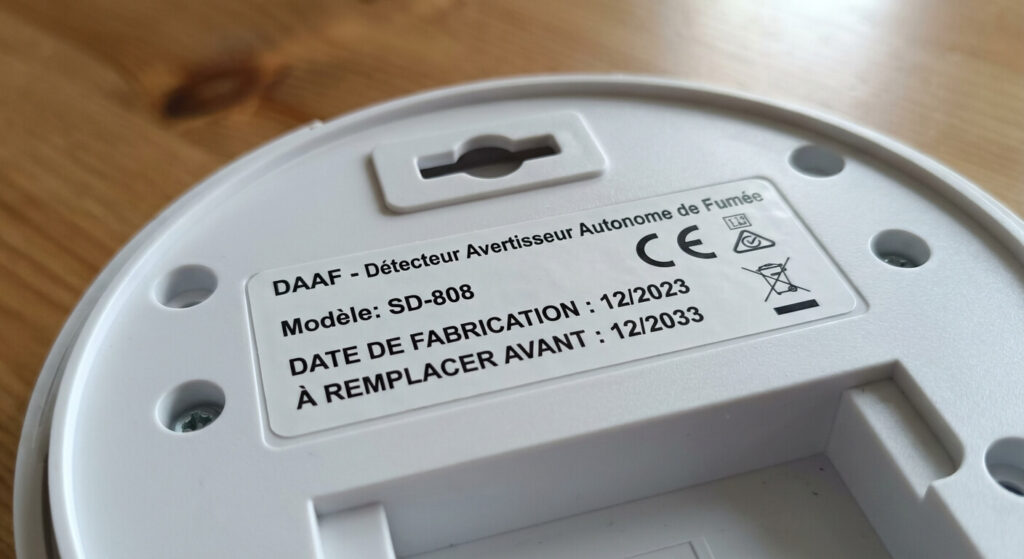 DAAF - Détecteur Avertisseur Autonome de Fumée
Modèle: SD-808
CE
DATE DE FABRICATION : 12/2023
À REMPLACER AVANT : 12/2033